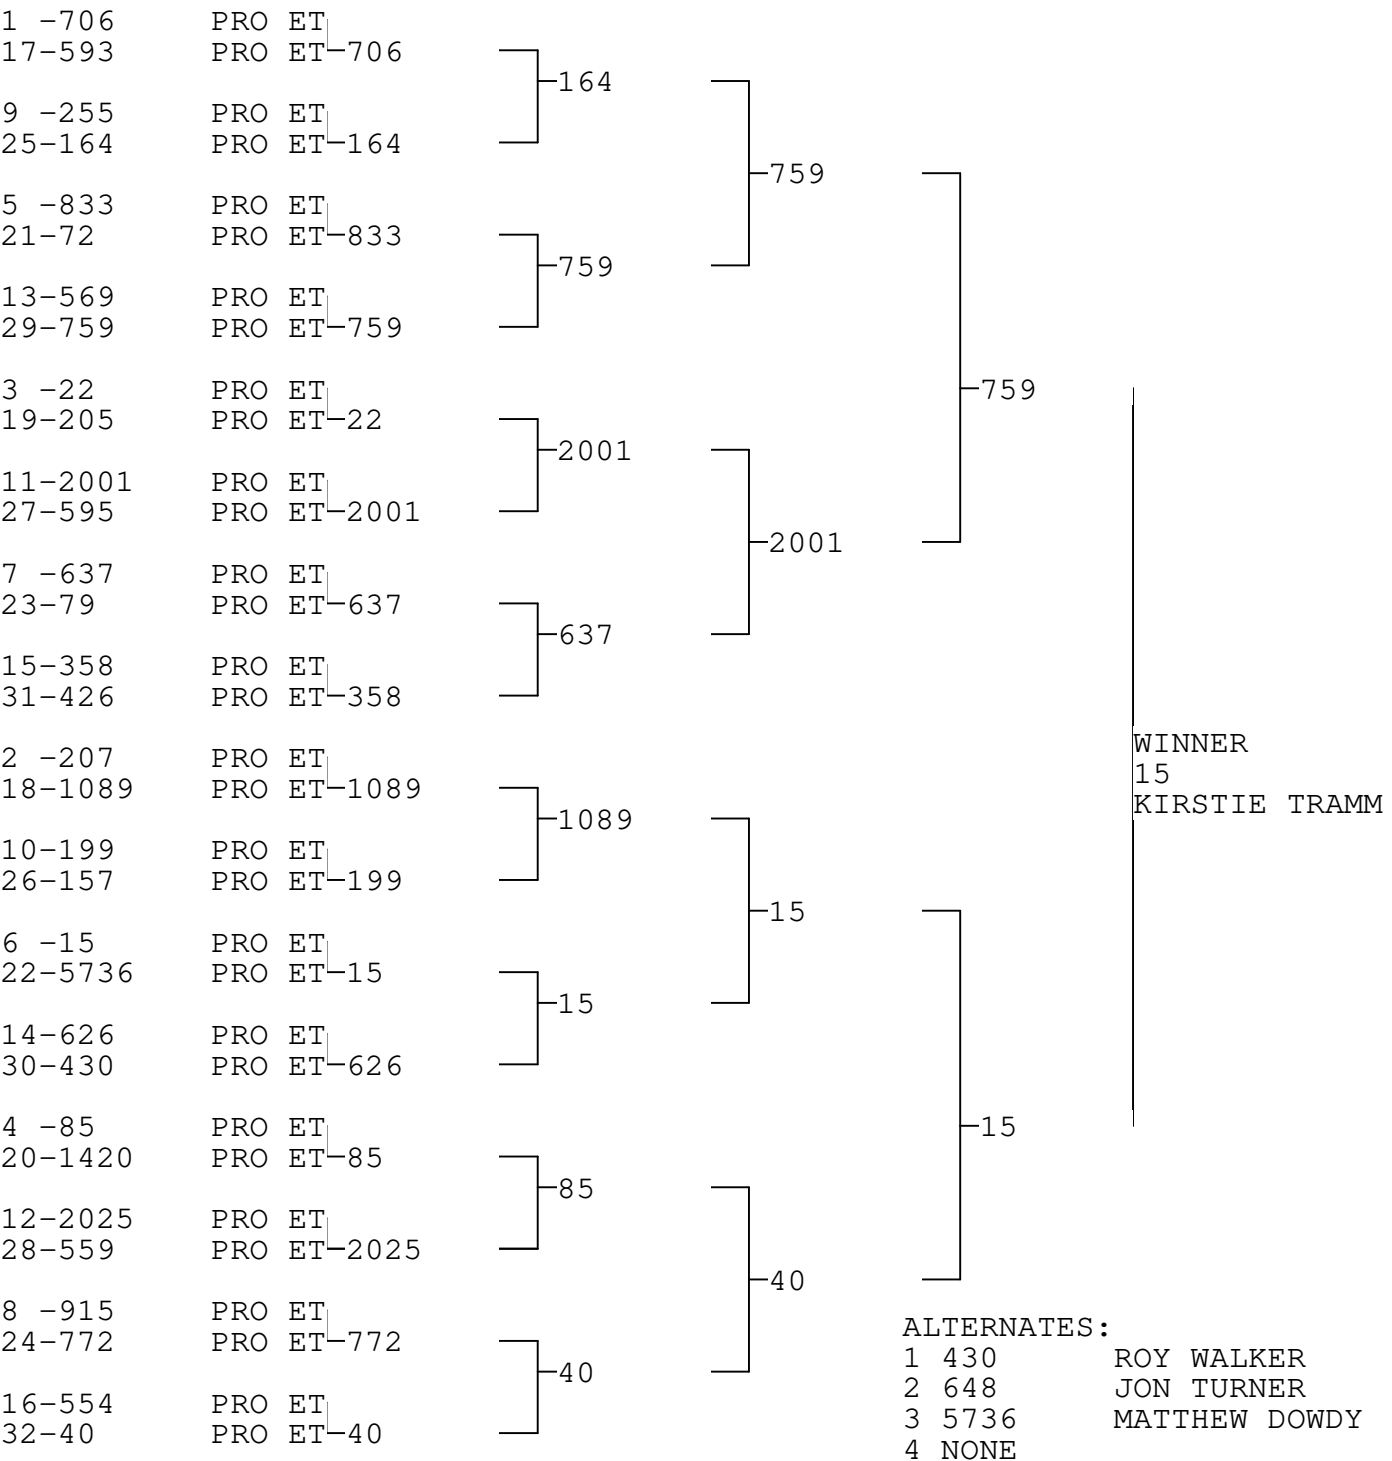 1 -706 PRO ET
17-593 PRO ET 706
164
9 -255 PRO ET
25-164 PRO ET 164
759
5 -833 PRO ET
21-72 PRO ET 833
759
13-569 PRO ET
29-759 PRO ET 759
3 -22 PRO ET 759
19-205 PRO ET 22
2001
11-2001 PRO ET
27-595 PRO ET 2001
2001
7 -637 PRO ET
23-79 PRO ET 637
637
15-358 PRO ET
31-426 PRO ET 358
WINNER
2 -207 PRO ET
15
18-1089 PRO ET 1089
KIRSTIE TRAMM
1089
10-199 PRO ET
26-157 PRO ET 199
15
6 -15 PRO ET
22-5736 PRO ET 15
15
14-626 PRO ET
30-430 PRO ET 626
4 -85 PRO ET 15
20-1420 PRO ET 85
85
12-2025 PRO ET
28-559 PRO ET 2025
40
8 -915 PRO ET
ALTERNATES:
24-772 PRO ET 772
1 430 ROY WALKER
40
2 648 JON TURNER
16-554 PRO ET
3 5736 MATTHEW DOWDY
32-40 PRO ET 40
4 NONE